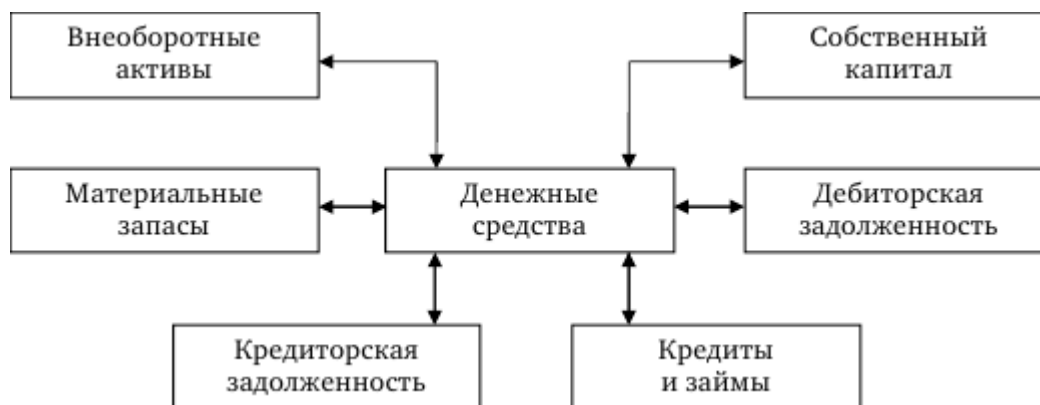 Внеоборотные
активы
Собственный
капитал
Материальные
запасы
Денежные
средства
Дебиторская
задолженность
Кредиторская
задолженность
Кредиты
и займы